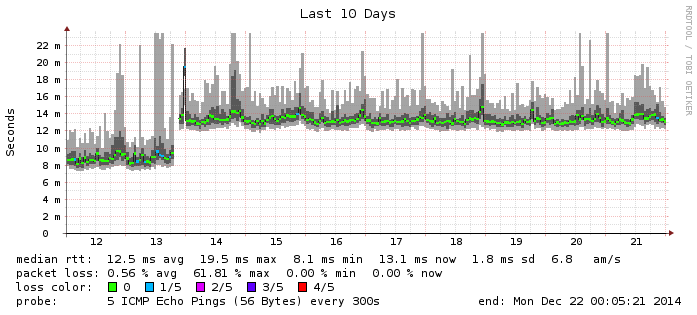 Last 10 Days
RRDTOOL / TOBI OETIKER
Seconds
22 m
20 m
18 m
16 m
14 m
12 m
10 m
8 m
6 m
4 m
2 m
0
12 13 14 15 16 17 18 19 20 21
median rtt: 12.5 ms avg 19.5 ms max 8.1 ms min 13.1 ms now 1.8 ms sd 6.8 am/s
packet loss: 0.56 % avg 61.81 % max 0.00 % min 0.00 % now
loss color: 0 1/5 2/5 3/5 4/5
probe: 5 ICMP Echo Pings (56 Bytes) every 300s end: Mon Dec 22 00:05:21 2014